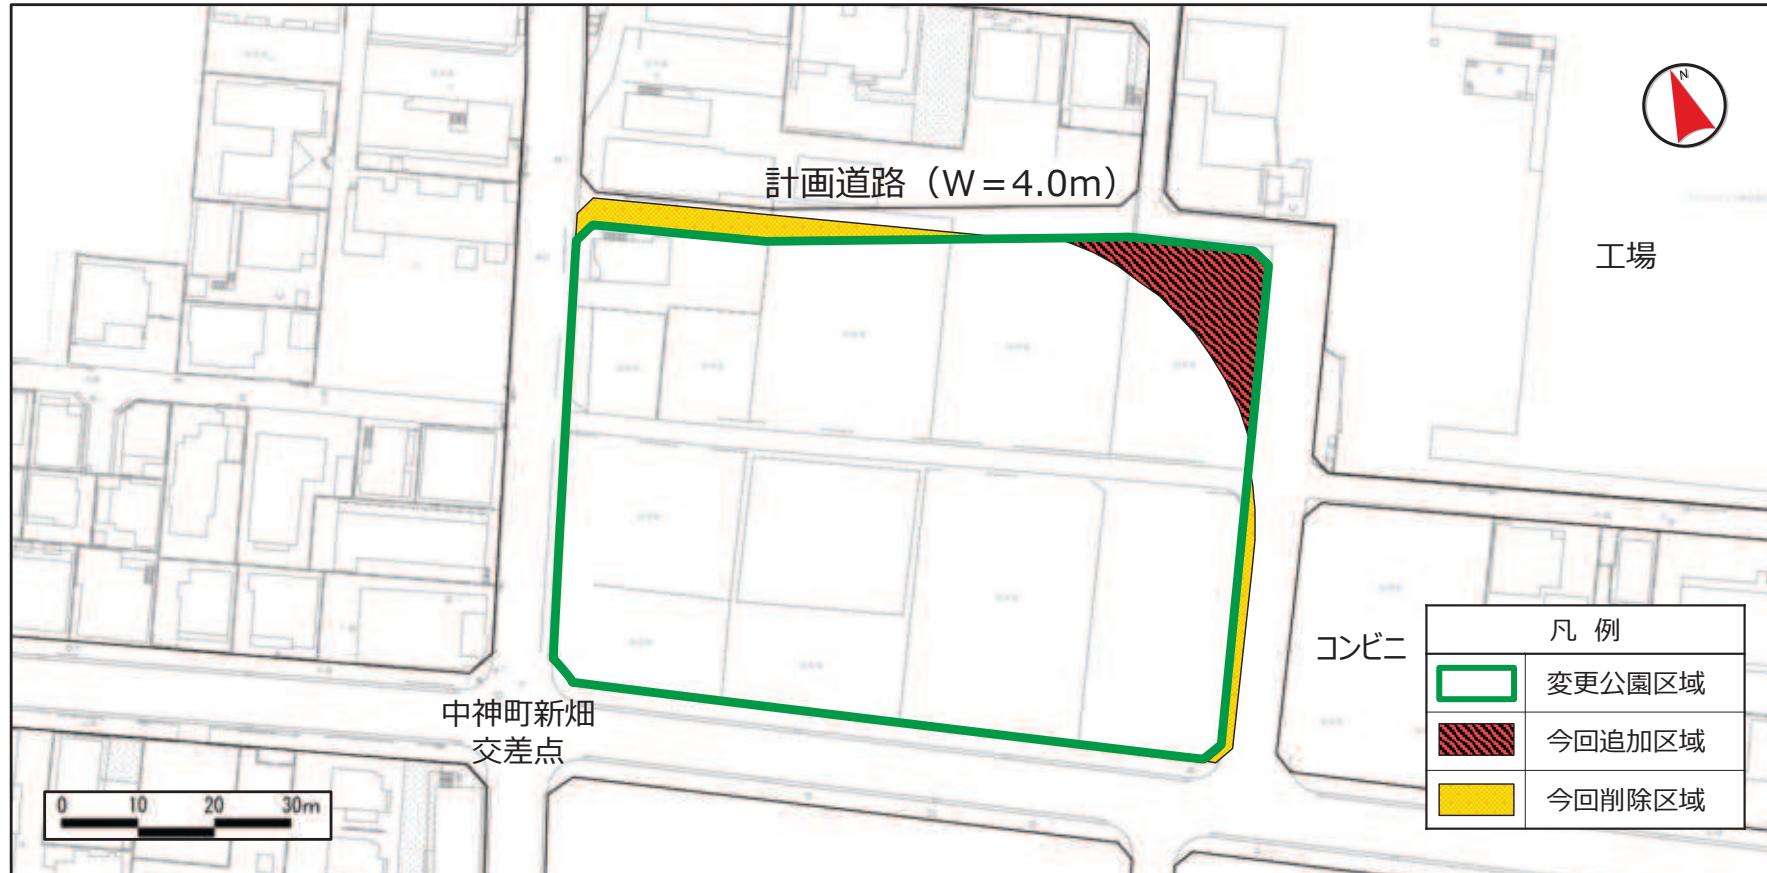 N
計画道路（W＝4.0m）
工場
コンビニ
中神町新畑
交差点
0 10 20 30m
凡 例
変更公園区域
今回追加区域
今回削除区域